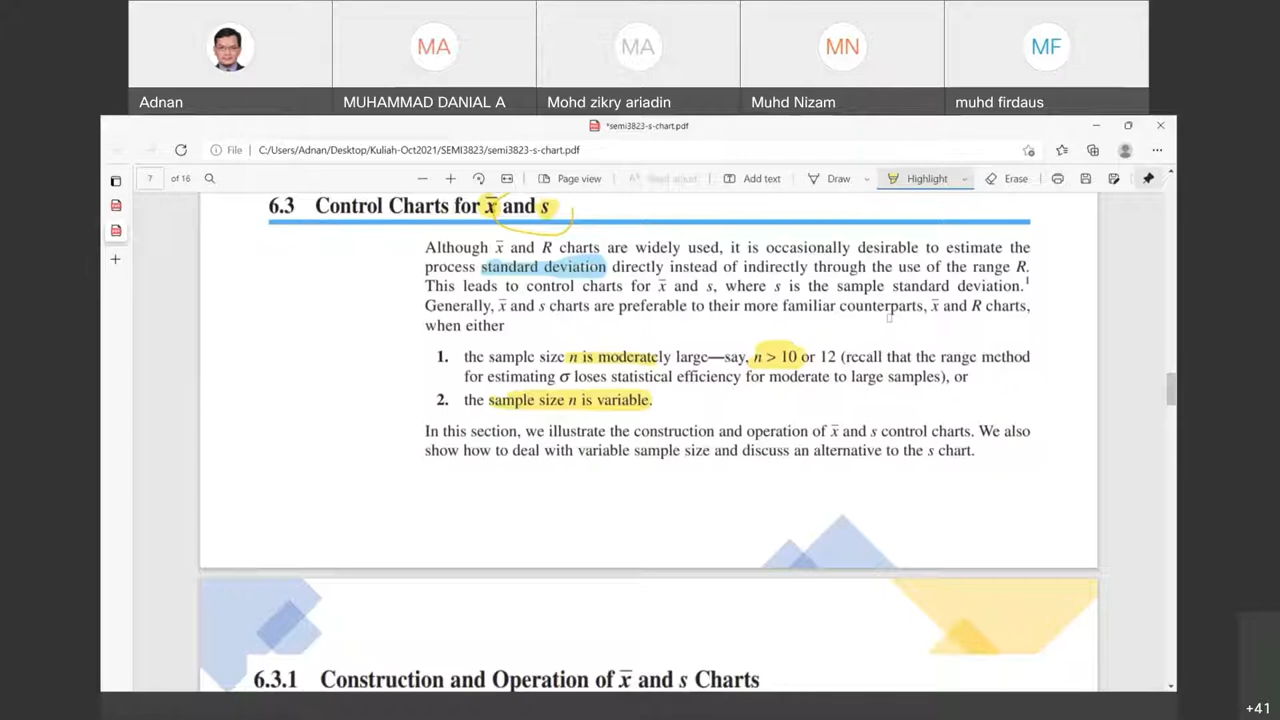 MA
MA
MN
MF
Adnan
MUHAMMAD DANIAL A
Mohd zikry ariadin
Muhd Nizam
muhd firdaus
*semi3823-s-chart.pdf
File | C:/Users/Adnan/Desktop/Kuliah-Oct2021/SEMI3823/semi3823-s-chart.pdf
7 of 16
Page view
Add text
Draw
Highlight
Erase
6.3 Control Charts for x̄ and s
Although x̄ and R charts are widely used, it is occasionally desirable to estimate the
process standard deviation directly instead of indirectly through the use of the range R.
This leads to control charts for x̄ and s, where s is the sample standard deviation.¹
Generally, x̄ and s charts are preferable to their more familiar counterparts, x̄ and R charts,
when either
1. the sample size n is moderately large—say, n > 10 or 12 (recall that the range method
for estimating σ loses statistical efficiency for moderate to large samples), or
2. the sample size n is variable.
In this section, we illustrate the construction and operation of x̄ and s control charts. We also
show how to deal with variable sample size and discuss an alternative to the s chart.
6.3.1 Construction and Operation of x̄ and s Charts
+41